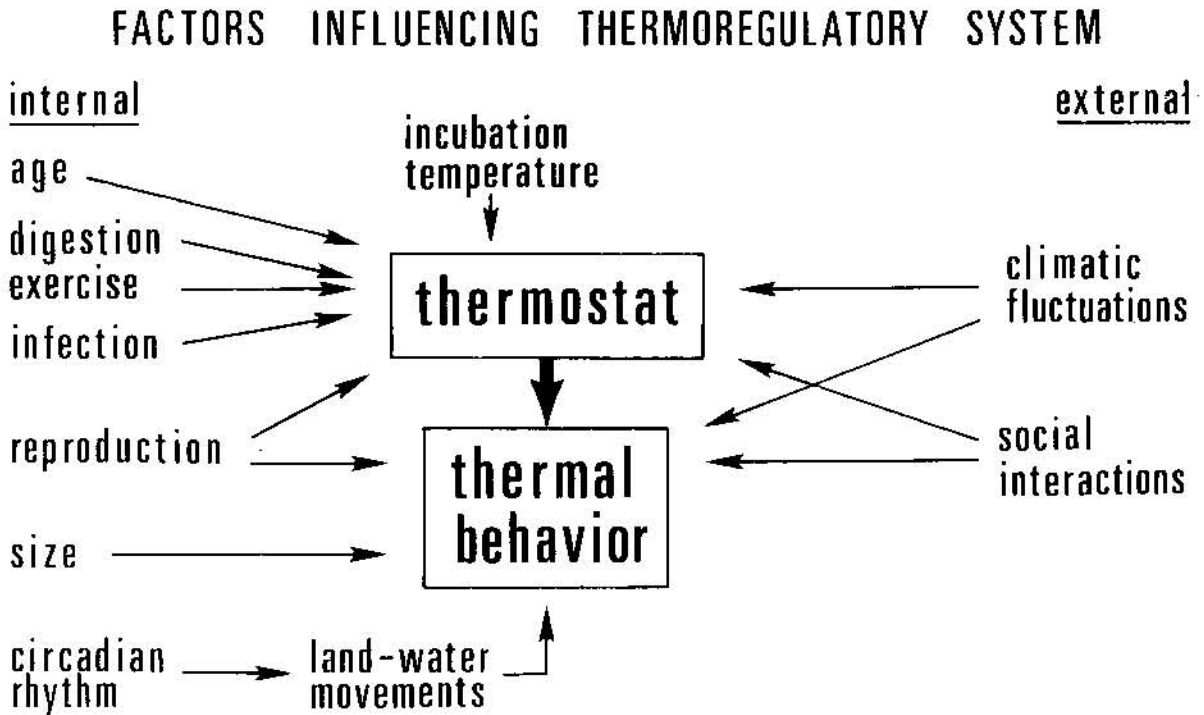 FACTORS INFLUENCING THERMOREGULATORY SYSTEM
internal
external
incubation
temperature
age
digestion
exercise
infection
thermostat
climatic
fluctuations
reproduction
thermal
behavior
social
interactions
size
circadian
rhythm
land-water
movements